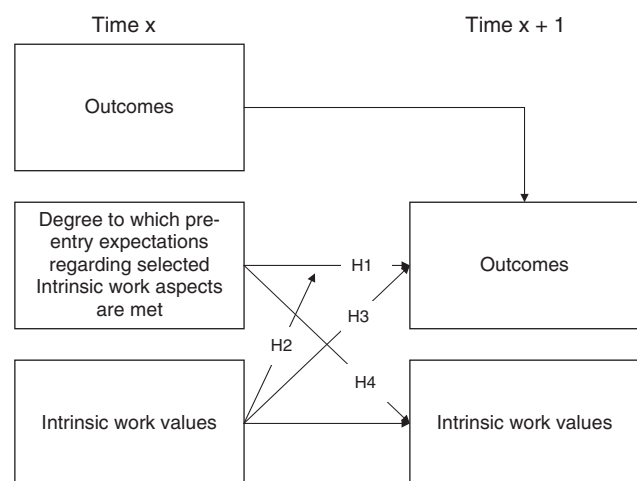 Time x
Time x + 1
Outcomes
Degree to which pre-
entry expectations
regarding selected
Intrinsic work aspects
are met
H1
Outcomes
H3
H2
H4
Intrinsic work values
Intrinsic work values